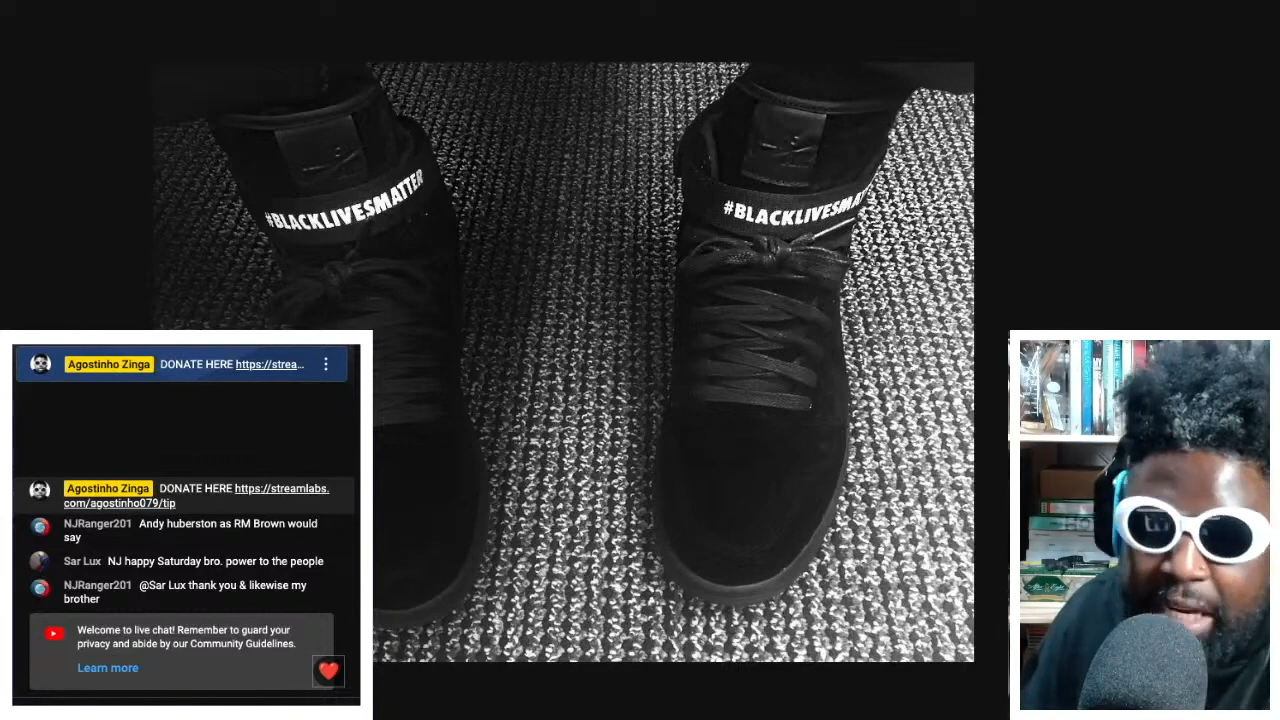 #BLACKLIVESMATTER
#BLACKLIVESMAT
Agostinho Zinga DONATE HERE https://strea...
Agostinho Zinga DONATE HERE https://streamlabs.
com/agostinho079/tip
NJRanger201 Andy huberston as RM Brown would
say
Sar Lux NJ happy Saturday bro. power to the people
NJRanger201 @Sar Lux thank you & likewise my
brother
Welcome to live chat! Remember to guard your
privacy and abide by our Community Guidelines.
Learn more